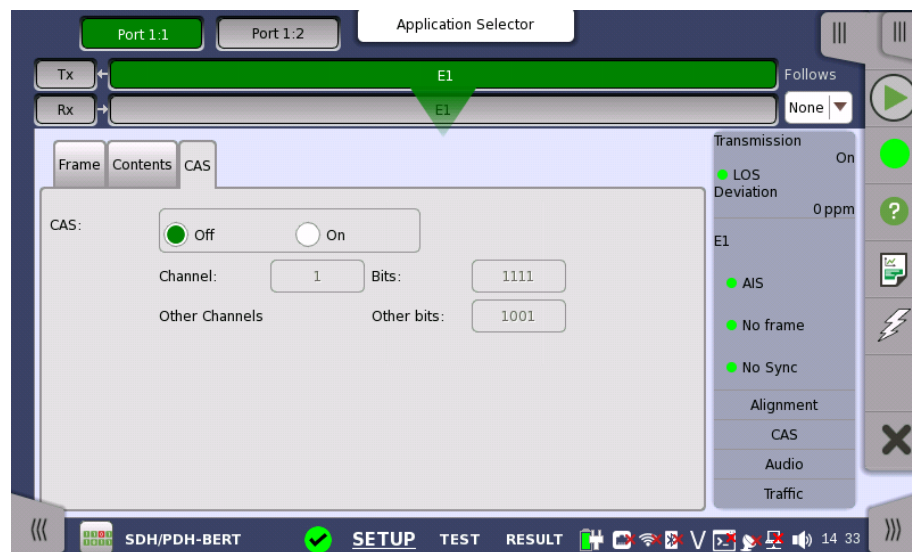 Port 1:1
Port 1:2
Application Selector
Tx
E1
Follows
Rx
E1
None
Frame
Contents
CAS
CAS:
Off
On
Channel:
1
Bits:
1111
Other Channels
Other bits:
1001
Transmission
On
LOS
Deviation
0 ppm
E1
AIS
No frame
No Sync
Alignment
CAS
Audio
Traffic
SDH/PDH-BERT
SETUP
TEST
RESULT
14 33